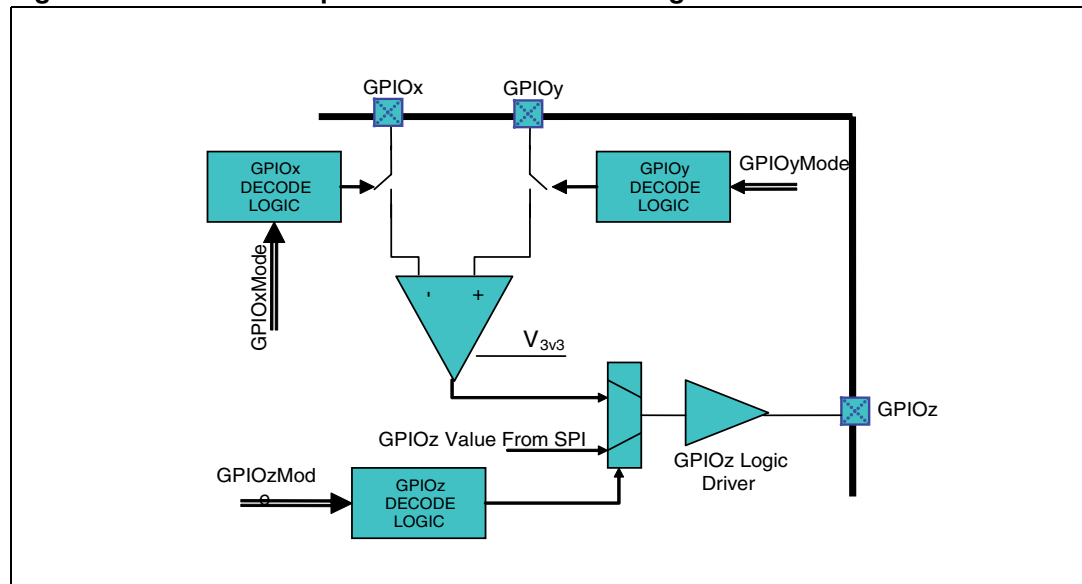 GPIOx
GPIOy
GPIOx
DECODE
LOGIC
GPIOy
DECODE
LOGIC
GPIOyMode
GPIOxMode
- +
V3v3
GPIOz
GPIOz Value From SPI
GPIOz Logic
Driver
GPIOzMod
e
GPIOz
DECODE
LOGIC